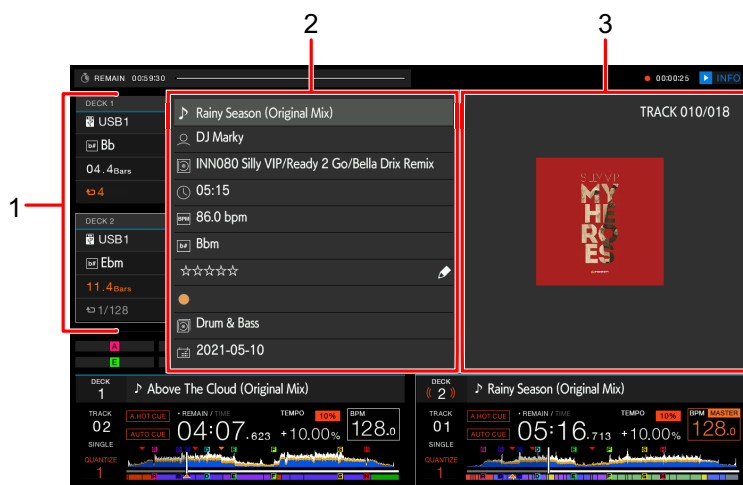 2
3
1
REMAIN 00:59:30
00:00:25
INFO
DECK 1
USB1
Bb
04.4Bars
4
DECK 2
USB1
Ebm
11.4Bars
1/128
Rainy Season (Original Mix)
DJ Marky
INN080 Silly VIP/Ready 2 Go/Bella Drix Remix
05:15
BPM 86.0 bpm
Bbm
☆☆☆☆☆
Drum & Bass
2021-05-10
TRACK 010/018
MY
HE
RO
ES
A
E
DECK
1
Above The Cloud (Original Mix)
TRACK
02
SINGLE
QUANTIZE
1
A.HOT CUE
AUTO CUE
REMAIN / TIME
04:07.623
TEMPO
10%
+10.00%
BPM
128.0
DECK
2
Rainy Season (Original Mix)
TRACK
01
SINGLE
QUANTIZE
1
A.HOT CUE
AUTO CUE
REMAIN / TIME
05:16.713
TEMPO
10%
+10.00%
BPM MASTER
128.0